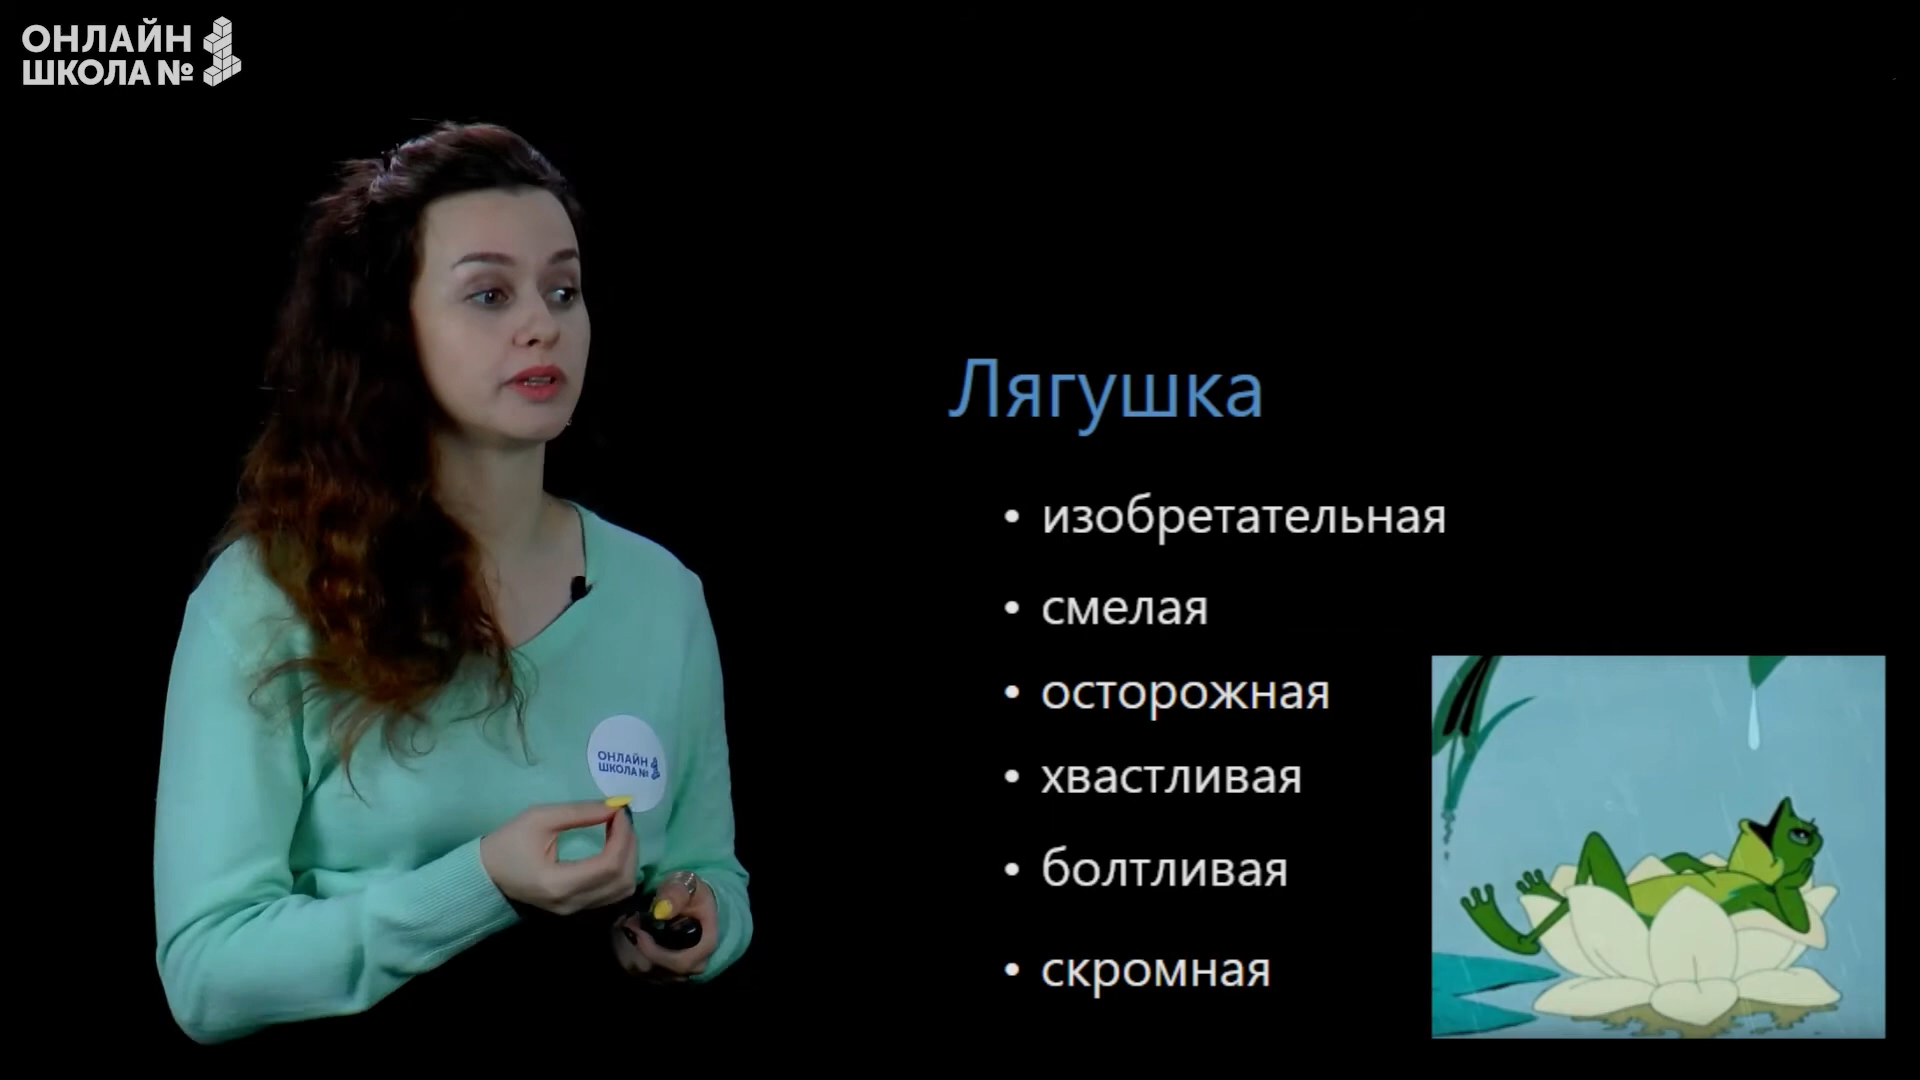 ОНЛАЙН
ШКОЛА №
Лягушка
• изобретательная
• смелая
• осторожная
• хвастливая
• болтливая
• скромная
ОНЛАЙН
ШКОЛА №